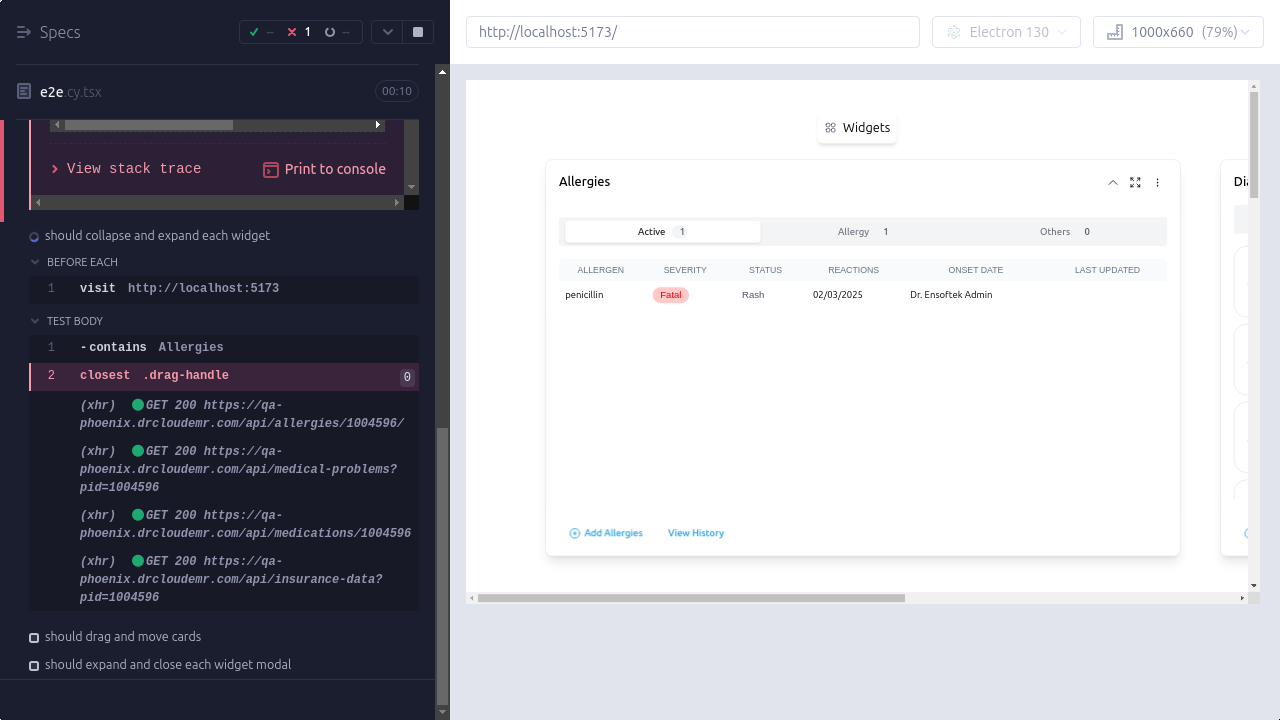 Specs
-- 1 --
e2e.cy.tsx 00:10
View stack trace Print to console
should collapse and expand each widget
BEFORE EACH
1 visit http://localhost:5173
TEST BODY
1 -contains Allergies
2 closest .drag-handle 0
(xhr) GET 200 https://qa-
phoenix.drcloudemr.com/api/allergies/1004596/
(xhr) GET 200 https://qa-
phoenix.drcloudemr.com/api/medical-problems?
pid=1004596
(xhr) GET 200 https://qa-
phoenix.drcloudemr.com/api/medications/1004596
(xhr) GET 200 https://qa-
phoenix.drcloudemr.com/api/insurance-data?
pid=1004596
should drag and move cards
should expand and close each widget modal
http://localhost:5173/ Electron 130 1000x660 (79%)
Widgets
Allergies
Active 1 Allergy 1 Others 0
ALLERGEN SEVERITY STATUS REACTIONS ONSET DATE LAST UPDATED
penicillin Fatal Rash 02/03/2025 Dr. Ensoftek Admin
Add Allergies View History